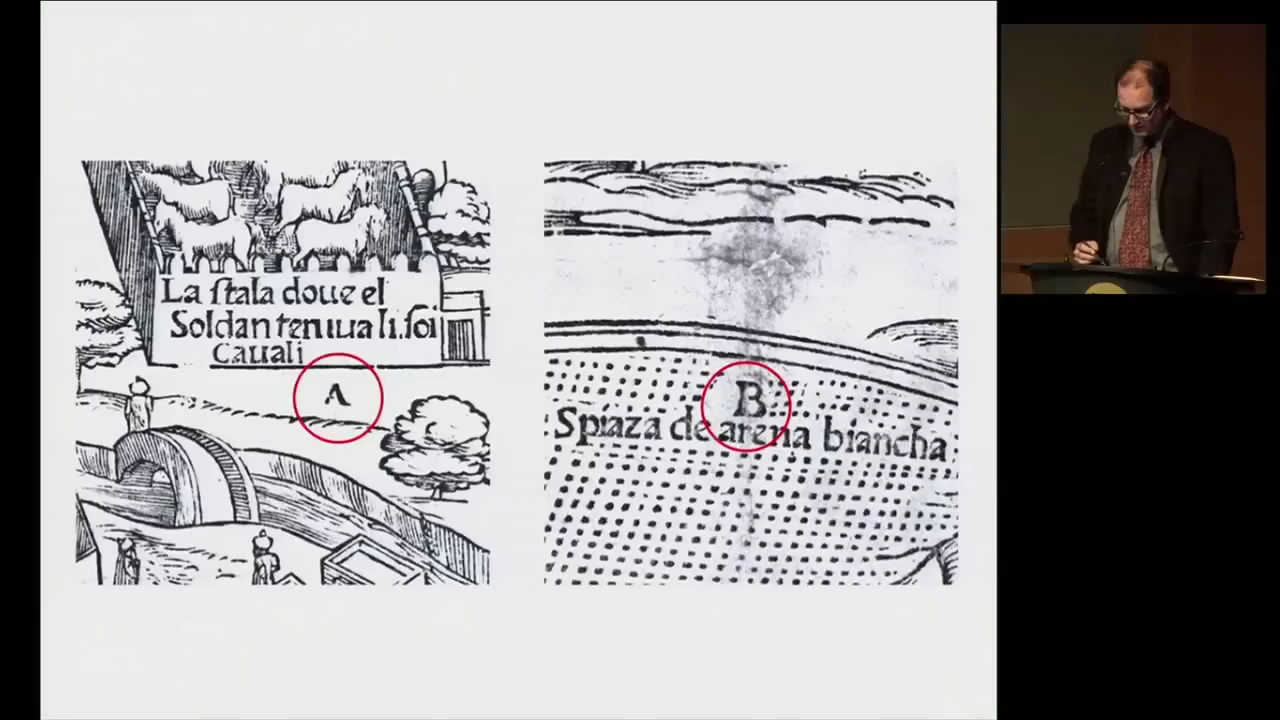 La ſtala doue el
Soldan teniua li ſoi
Cauali
A
B
Spiaza de arena biancha